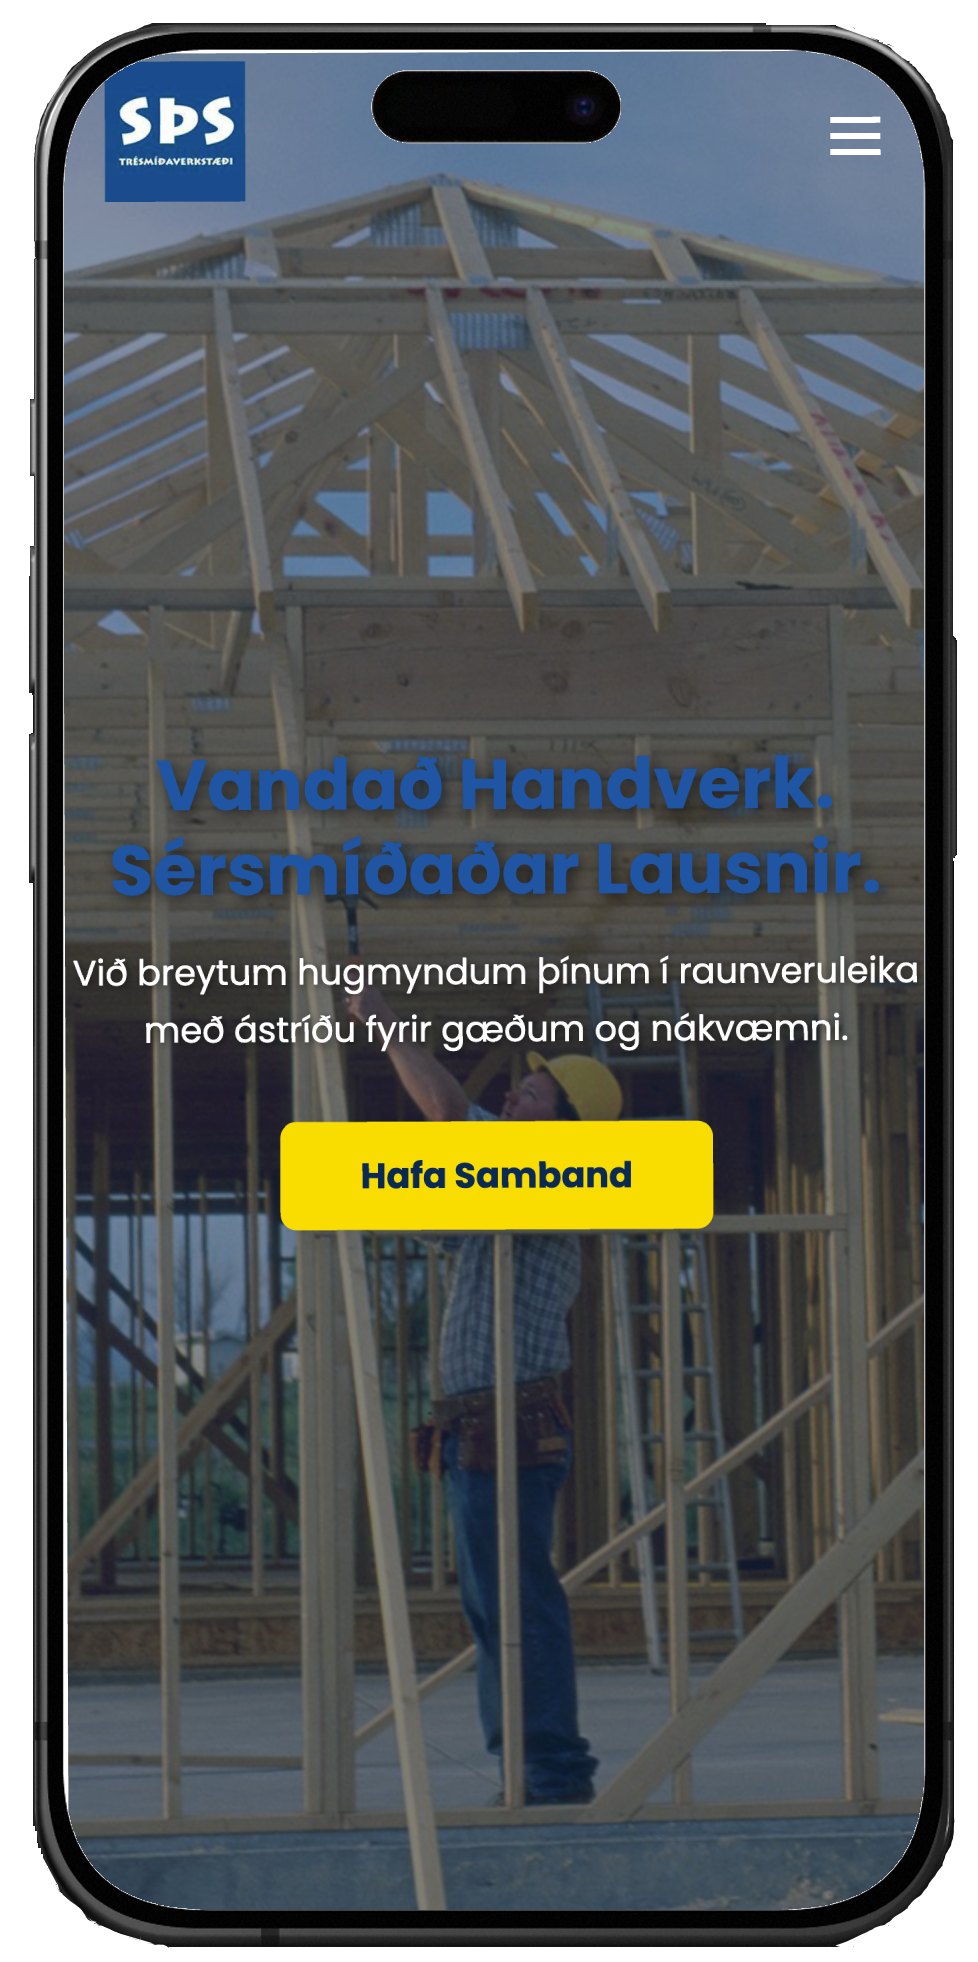 SÞS
TRÉSMÍÐAVERKSTÆÐI
Vandað Handverk.
Sérsmíðaðar Lausnir.
Við breytum hugmyndum þínum í raunveruleika
með ástríðu fyrir gæðum og nákvæmni.
Hafa Samband